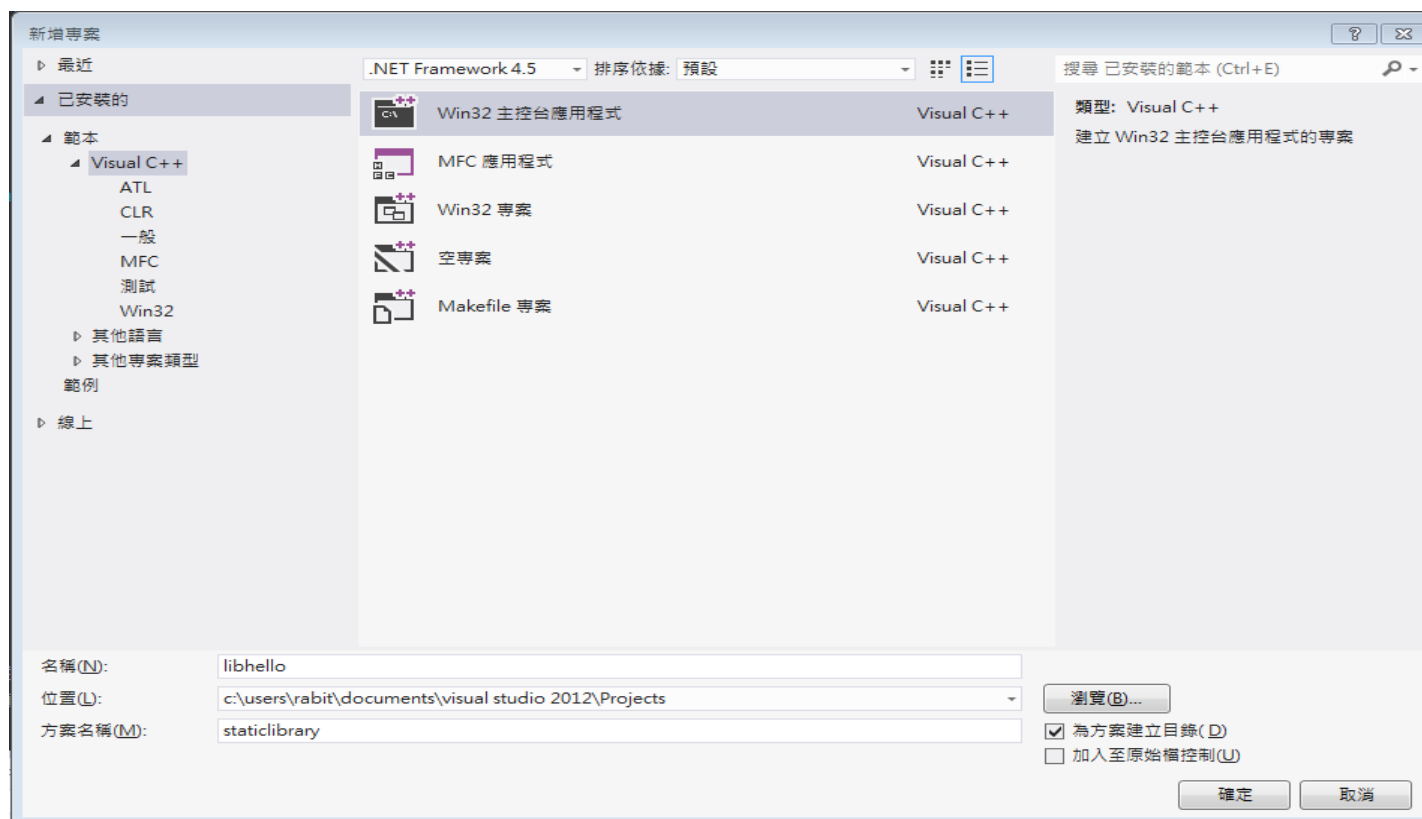 新增專案
最近
已安裝的
範本
Visual C++
ATL
CLR
一般
MFC
測試
Win32
其他語言
其他專案類型
範例
線上
.NET Framework 4.5 排序依據: 預設
Win32 主控台應用程式 Visual C++
MFC 應用程式 Visual C++
Win32 專案 Visual C++
空專案 Visual C++
Makefile 專案 Visual C++
搜尋 已安裝的範本 (Ctrl+E)
類型: Visual C++
建立 Win32 主控台應用程式的專案
名稱(N): libhello
位置(L): c:\users\rabit\documents\visual studio 2012\Projects 瀏覽(B)...
方案名稱(M): staticlibrary
為方案建立目錄(D)
加入至原始檔控制(U)
確定 取消